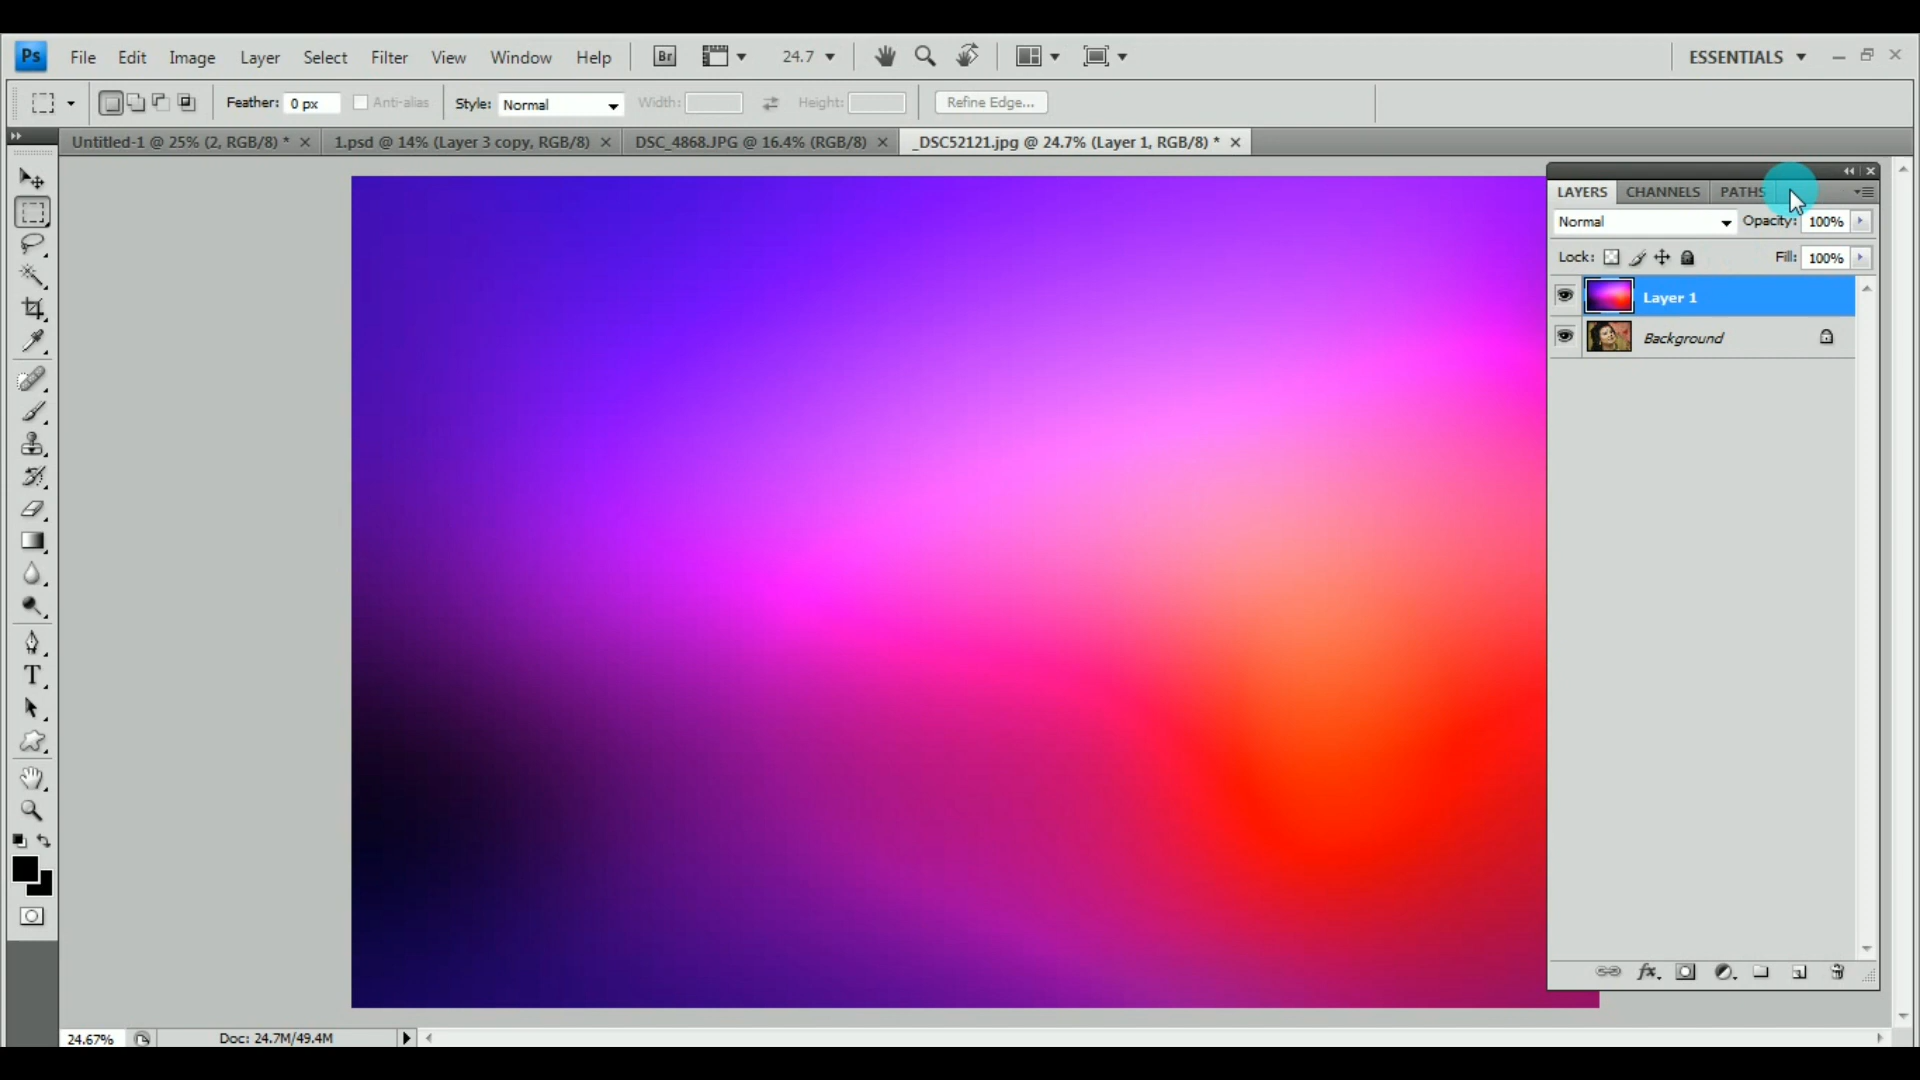 Ps File Edit Image Layer Select Filter View Window Help Br 24.7 ESSENTIALS
Feather: 0 px Anti-alias Style: Normal Width: Height: Refine Edge...
Untitled-1 @ 25% (2, RGB/8) * 1.psd @ 14% (Layer 3 copy, RGB/8) DSC_4868.JPG @ 16.4% (RGB/8) _DSC52121.jpg @ 24.7% (Layer 1, RGB/8) *
LAYERS CHANNELS PATHS
Normal Opacity: 100%
Lock: Fill: 100%
Layer 1
Background
T
fx
24.67% Doc: 24.7M/49.4M